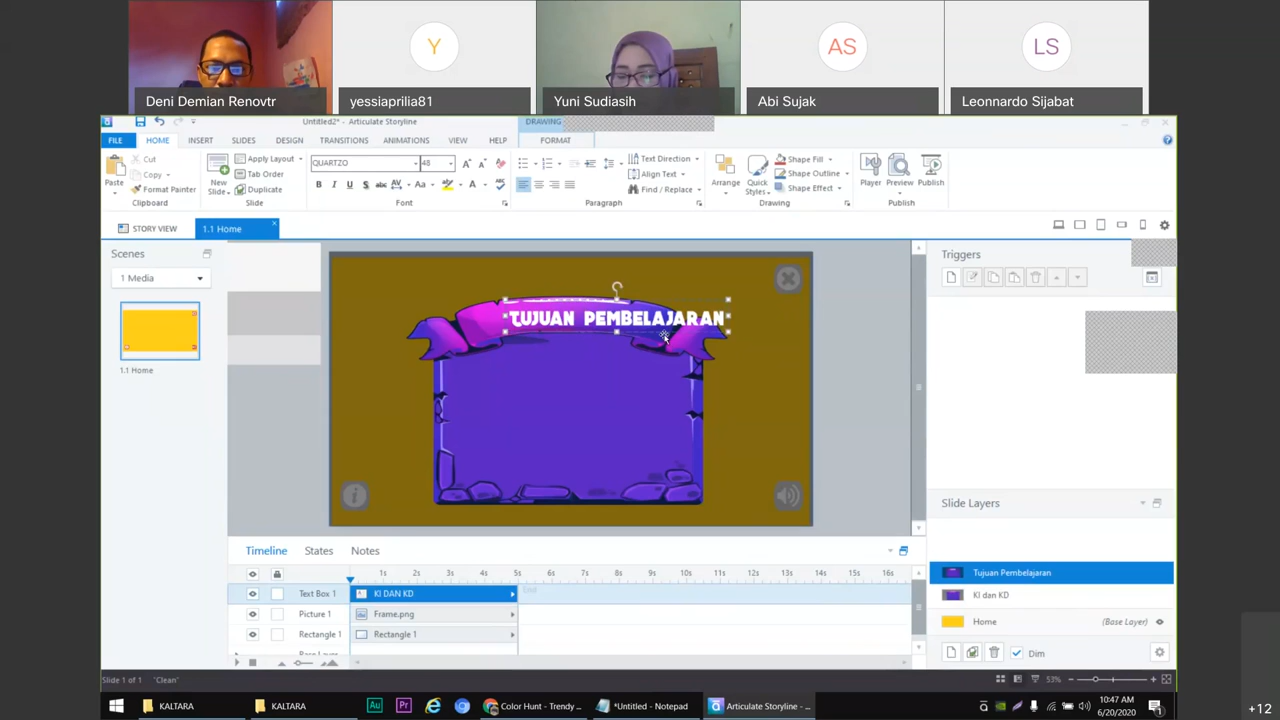 Y
AS
LS
Deni Demian Renovtr
yessiaprilia81
Yuni Sudiasih
Abi Sujak
Leonnardo Sijabat
Untitled2* - Articulate Storyline
DRAWING
FILE
HOME
INSERT
SLIDES
DESIGN
TRANSITIONS
ANIMATIONS
VIEW
HELP
FORMAT
Paste
Cut
Copy
Format Painter
Clipboard
New Slide
Apply Layout
Tab Order
Duplicate
Slide
QUARTZO
48
B I U S abc AV Aa A
Font
Text Direction
Align Text
Find / Replace
Paragraph
Arrange
Quick Styles
Shape Fill
Shape Outline
Shape Effect
Drawing
Player
Preview
Publish
Publish
STORY VIEW
1.1 Home
Scenes
1 Media
1.1 Home
TUJUAN PEMBELAJARAN
Triggers
Slide Layers
Tujuan Pembelajaran
KI dan KD
Home
(Base Layer)
Dim
Timeline
States
Notes
1s 2s 3s 4s 5s 6s 7s 8s 9s 10s 11s 12s 13s 14s 15s 16s
Text Box 1
KI DAN KD
End
Picture 1
Frame.png
Rectangle 1
Rectangle 1
Slide 1 of 1
"Clean"
53%
KALTARA
KALTARA
Au
Pr
Color Hunt - Trendy ...
*Untitled - Notepad
Articulate Storyline - ...
10:47 AM
6/20/2020
1
+12